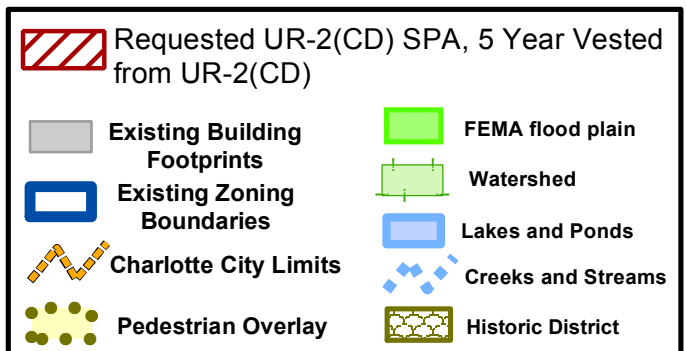 Requested UR-2(CD) SPA, 5 Year Vested
from UR-2(CD)
Existing Building
Footprints
Existing Zoning
Boundaries
Charlotte City Limits
Pedestrian Overlay
FEMA flood plain
Watershed
Lakes and Ponds
Creeks and Streams
Historic District